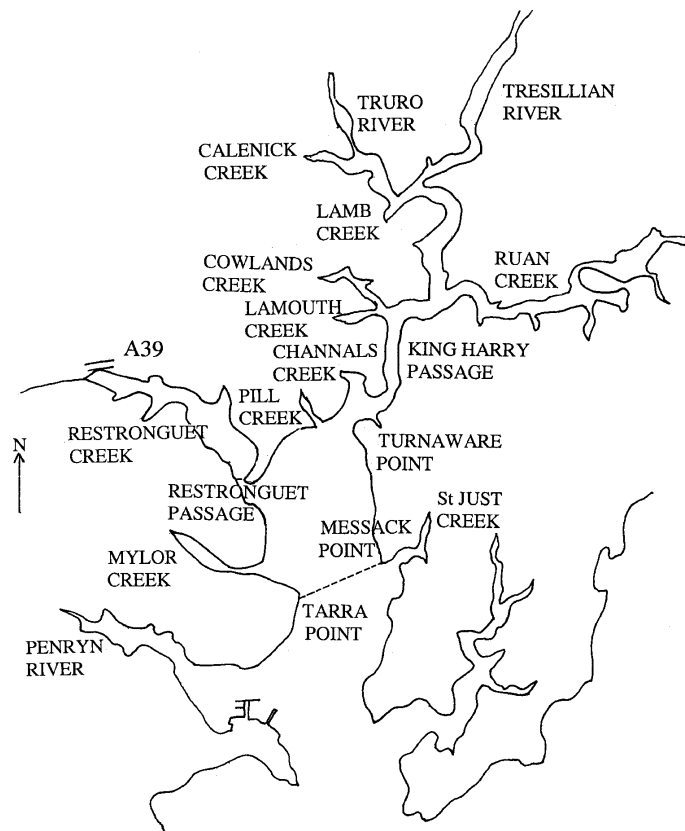 TRURO
RIVER
TRESILLIAN
RIVER
CALENICK
CREEK
LAMB
CREEK
COWLANDS
CREEK
RUAN
CREEK
LAMOUTH
CREEK
CHANNALS
CREEK
KING HARRY
PASSAGE
A39
PILL
CREEK
RESTRONGUET
CREEK
N
TURNAWARE
POINT
RESTRONGUET
PASSAGE
St JUST
CREEK
MESSACK
POINT
MYLOR
CREEK
TARRA
POINT
PENRYN
RIVER